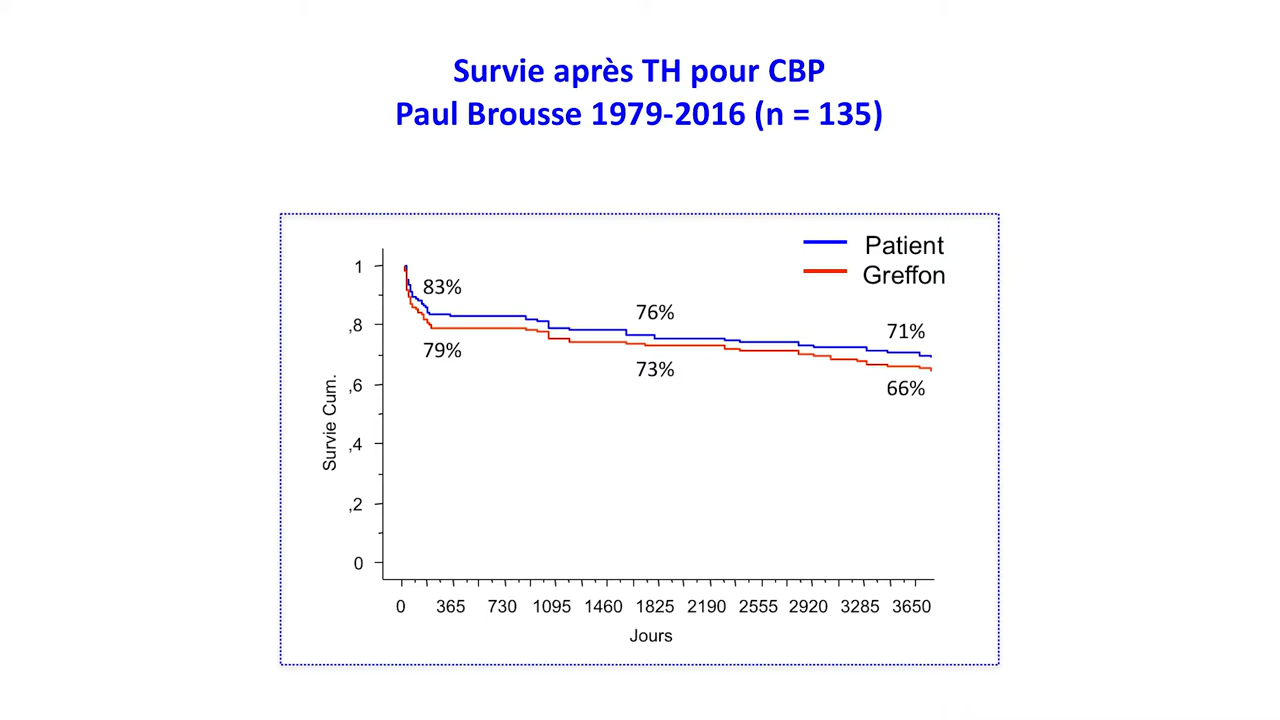 Survie après TH pour CBP
Paul Brousse 1979-2016 (n = 135)
Patient
Greffon
1
,8
,6
,4
,2
0
Survie Cum.
83%
79%
76%
73%
71%
66%
0 365 730 1095 1460 1825 2190 2555 2920 3285 3650
Jours